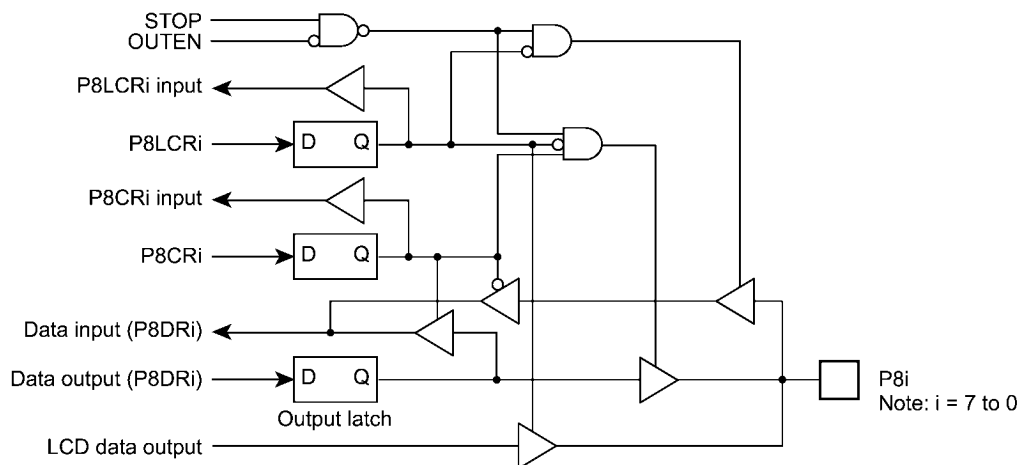 STOP
OUTEN
P8LCRi input
P8LCRi
D Q
P8CRi input
P8CRi
D Q
Data input (P8DRi)
Data output (P8DRi)
D Q
Output latch
P8i
Note: i = 7 to 0
LCD data output